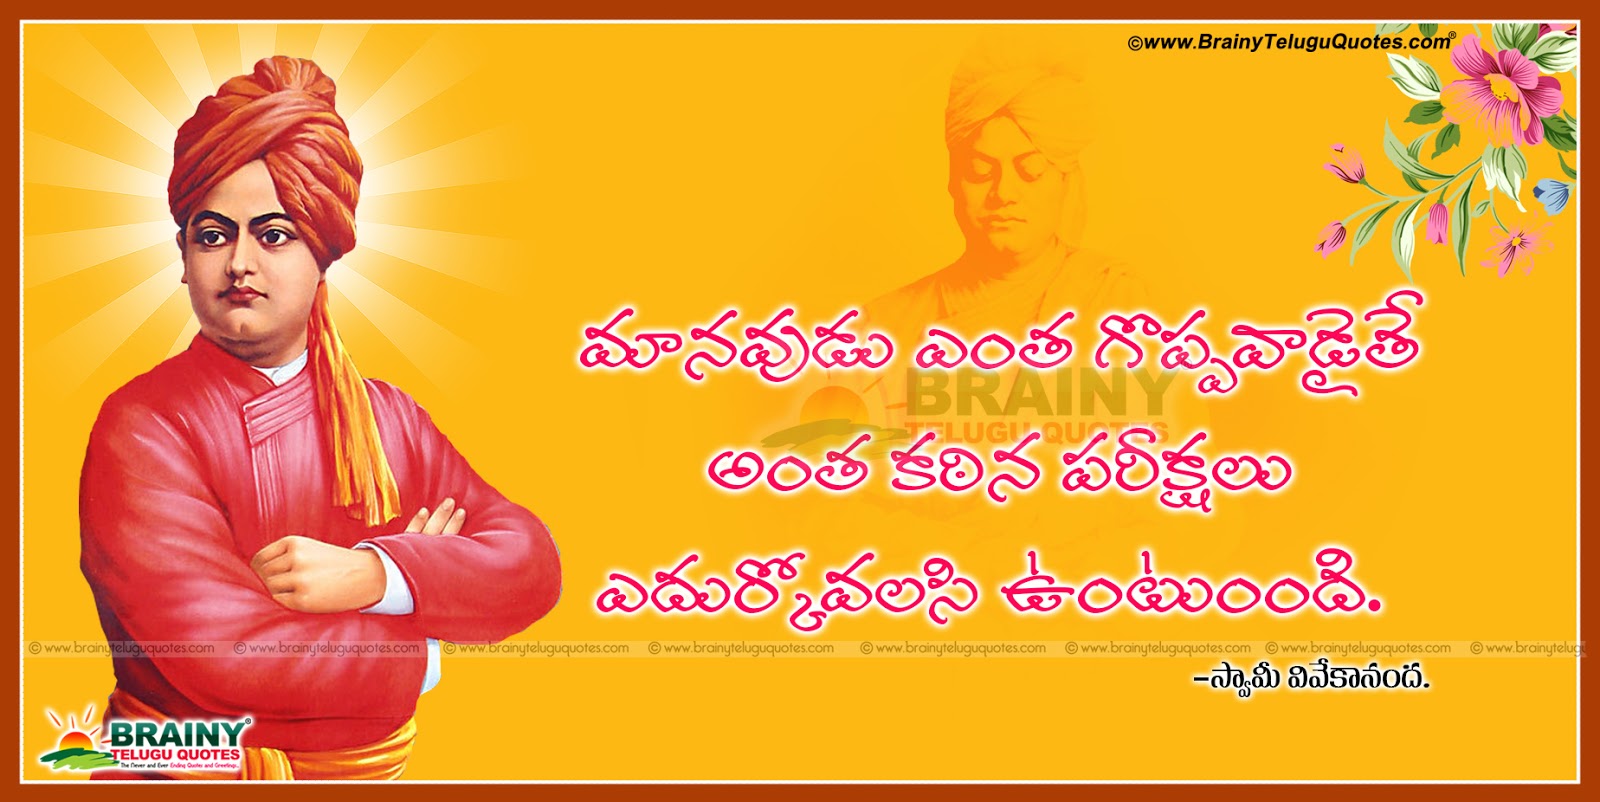 ©www.BrainyTeluguQuotes.com®
మానవుడు ఎంత గొప్పవాడైతే
BRAINY
TELUGU QUOTES
అంత కఠిన పరీక్షలు
ఎదుర్కోవలసి ఉంటుంంది.
© www.brainyteluguquotes.com © www.brainyteluguquotes.com © www.brainyteluguquotes.com © www.brainyteluguquotes.com © www.brainyteluguquotes.com © www.brainyteluguquotes.com © www.brainyteluguquotes.com © www.brainytelugu
-స్వామీ వివేకానంద.
BRAINY®
TELUGU QUOTES
The Never and Ever Ending Quotes and Greetings...